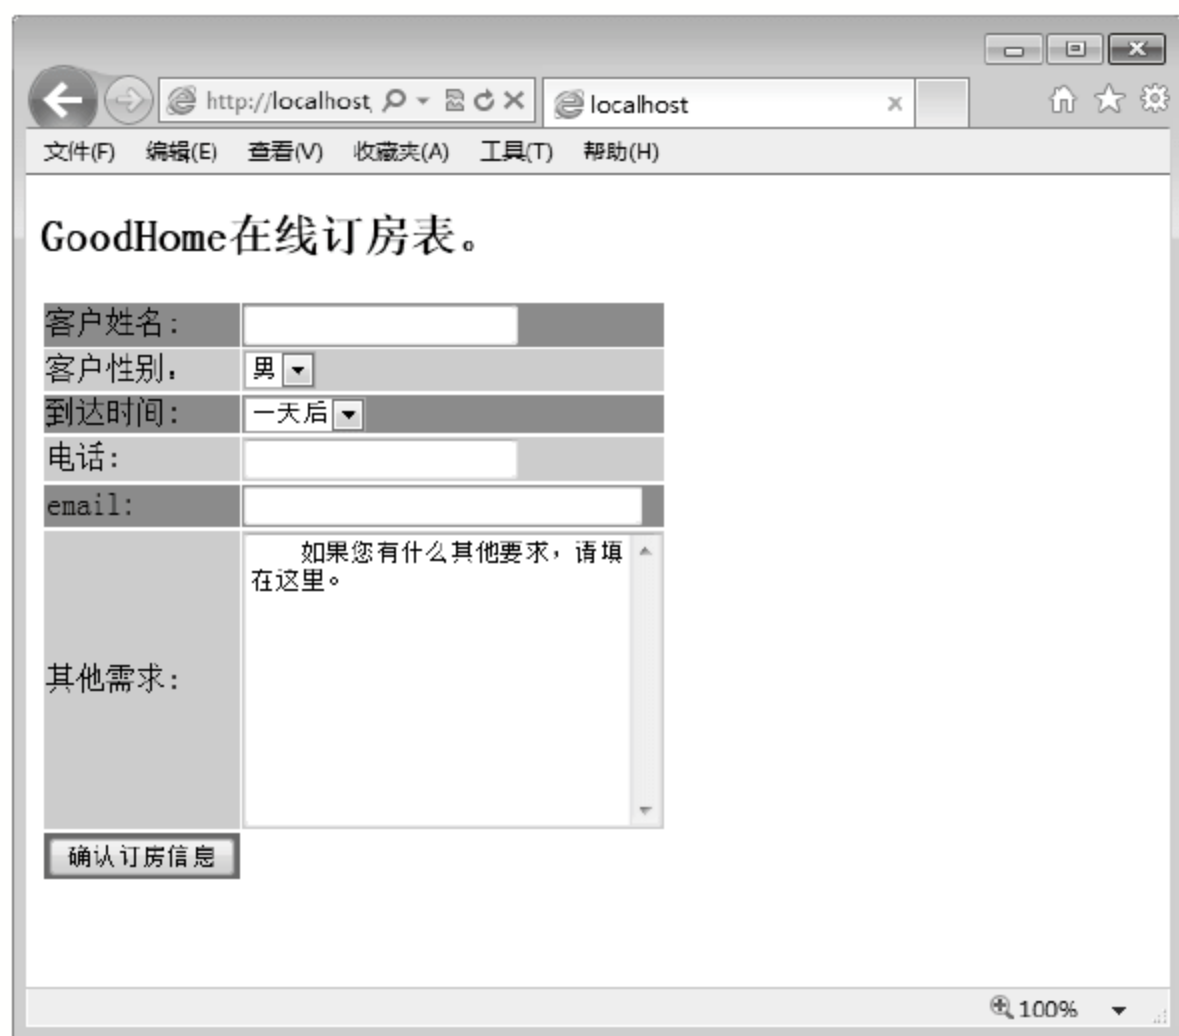 http://localhost
localhost
文件(F) 编辑(E) 查看(V) 收藏夹(A) 工具(T) 帮助(H)
GoodHome在线订房表。
客户姓名:
客户性别:
男
到达时间:
一天后
电话:
email:
如果您有什么其他要求，请填
在这里。
其他需求:
确认订房信息
100%